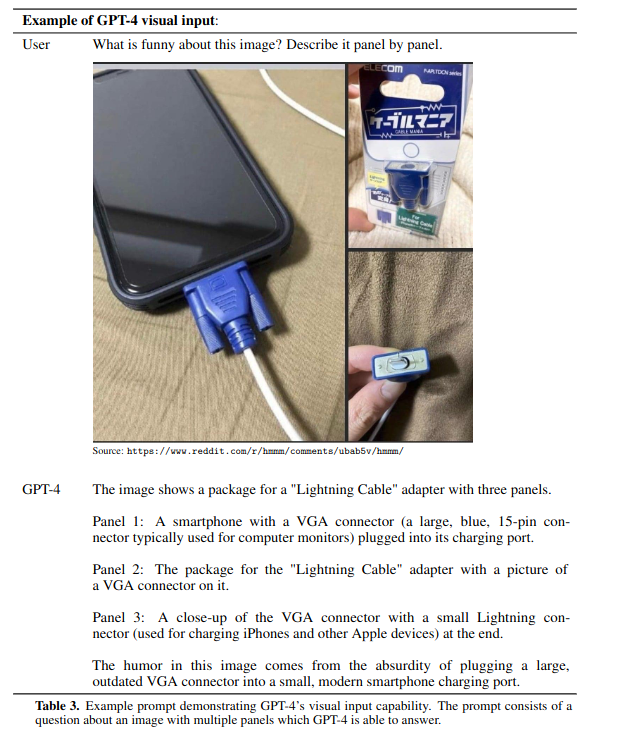 Example of GPT-4 visual input:
User What is funny about this image? Describe it panel by panel.
ELECOM
ケーブルマニア
CABLE MANIA
Lightning
For
Lightning Cable
Source: https://www.reddit.com/r/hmmm/comments/ubab5v/hmmm/
GPT-4 The image shows a package for a "Lightning Cable" adapter with three panels.
Panel 1: A smartphone with a VGA connector (a large, blue, 15-pin con-
nector typically used for computer monitors) plugged into its charging port.
Panel 2: The package for the "Lightning Cable" adapter with a picture of
a VGA connector on it.
Panel 3: A close-up of the VGA connector with a small Lightning con-
nector (used for charging iPhones and other Apple devices) at the end.
The humor in this image comes from the absurdity of plugging a large,
outdated VGA connector into a small, modern smartphone charging port.
Table 3. Example prompt demonstrating GPT-4's visual input capability. The prompt consists of a
question about an image with multiple panels which GPT-4 is able to answer.